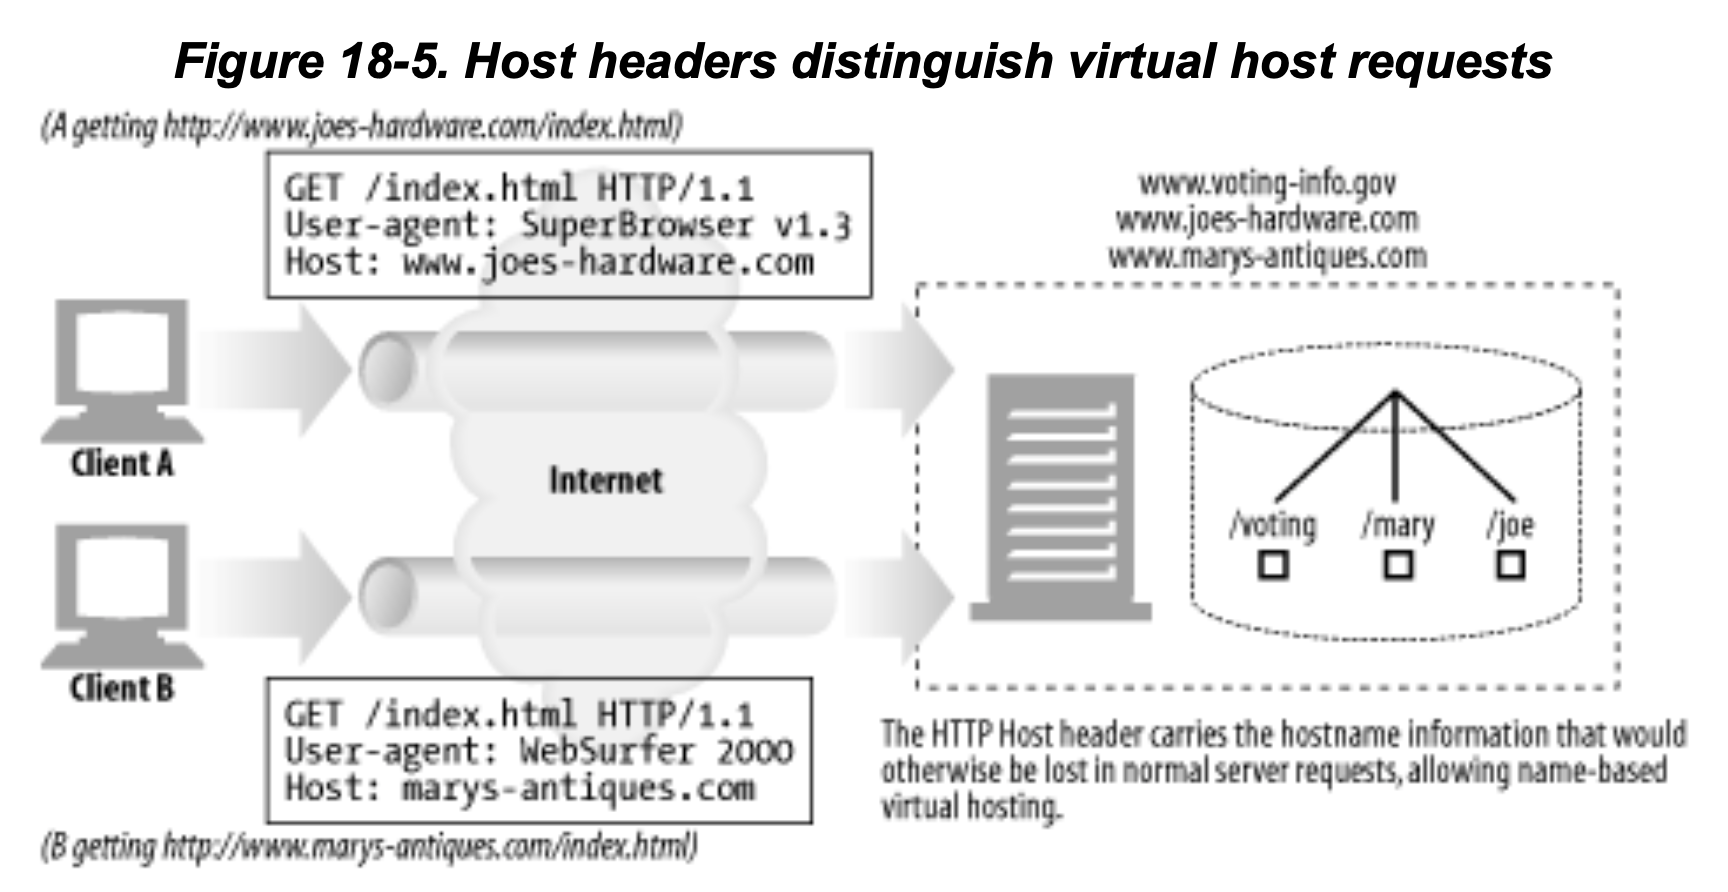 Figure 18-5. Host headers distinguish virtual host requests
(A getting http://www.joes-hardware.com/index.html)
GET /index.html HTTP/1.1
User-agent: SuperBrowser v1.3
Host: www.joes-hardware.com
www.voting-info.gov
www.joes-hardware.com
www.marys-antiques.com
Client A
Internet
/voting /mary /joe
Client B
GET /index.html HTTP/1.1
User-agent: WebSurfer 2000
Host: marys-antiques.com
The HTTP Host header carries the hostname information that would
otherwise be lost in normal server requests, allowing name-based
virtual hosting.
(B getting http://www.marys-antiques.com/index.html)